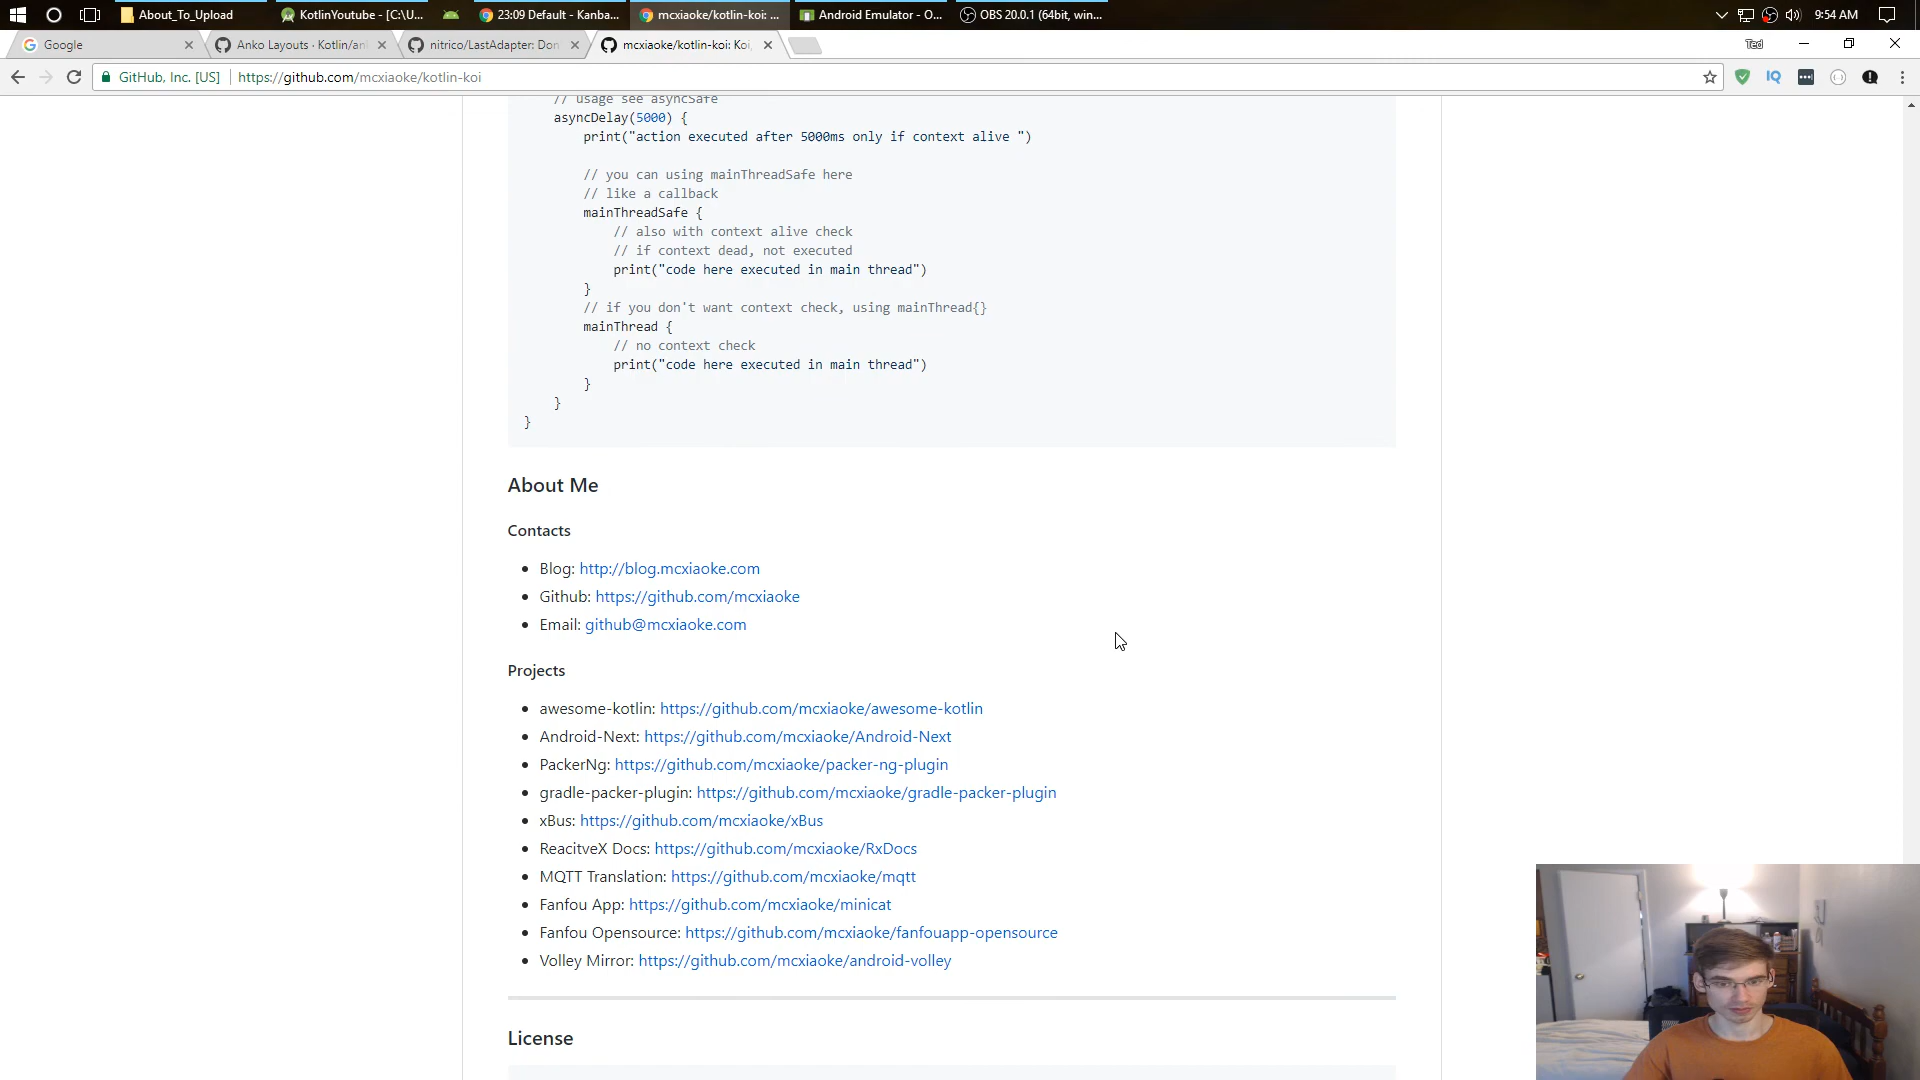 About_To_Upload
KotlinYoutube - [C:\U...
23:09 Default - Kanba...
mcxiaoke/kotlin-koi: ...
Android Emulator - O...
OBS 20.0.1 (64bit, win...
9:54 AM
Google
Anko Layouts · Kotlin/an
nitrico/LastAdapter: Don
mcxiaoke/kotlin-koi: Koi,
Ted
GitHub, Inc. [US]
https://github.com/mcxiaoke/kotlin-koi
// usage see asyncSafe
asyncDelay(5000) {
print("action executed after 5000ms only if context alive ")
// you can using mainThreadSafe here
// like a callback
mainThreadSafe {
// also with context alive check
// if context dead, not executed
print("code here executed in main thread")
}
// if you don't want context check, using mainThread{}
mainThread {
// no context check
print("code here executed in main thread")
}
}
}
About Me
Contacts
Blog: http://blog.mcxiaoke.com
Github: https://github.com/mcxiaoke
Email: github@mcxiaoke.com
Projects
awesome-kotlin: https://github.com/mcxiaoke/awesome-kotlin
Android-Next: https://github.com/mcxiaoke/Android-Next
PackerNg: https://github.com/mcxiaoke/packer-ng-plugin
gradle-packer-plugin: https://github.com/mcxiaoke/gradle-packer-plugin
xBus: https://github.com/mcxiaoke/xBus
ReacitveX Docs: https://github.com/mcxiaoke/RxDocs
MQTT Translation: https://github.com/mcxiaoke/mqtt
Fanfou App: https://github.com/mcxiaoke/minicat
Fanfou Opensource: https://github.com/mcxiaoke/fanfouapp-opensource
Volley Mirror: https://github.com/mcxiaoke/android-volley
License